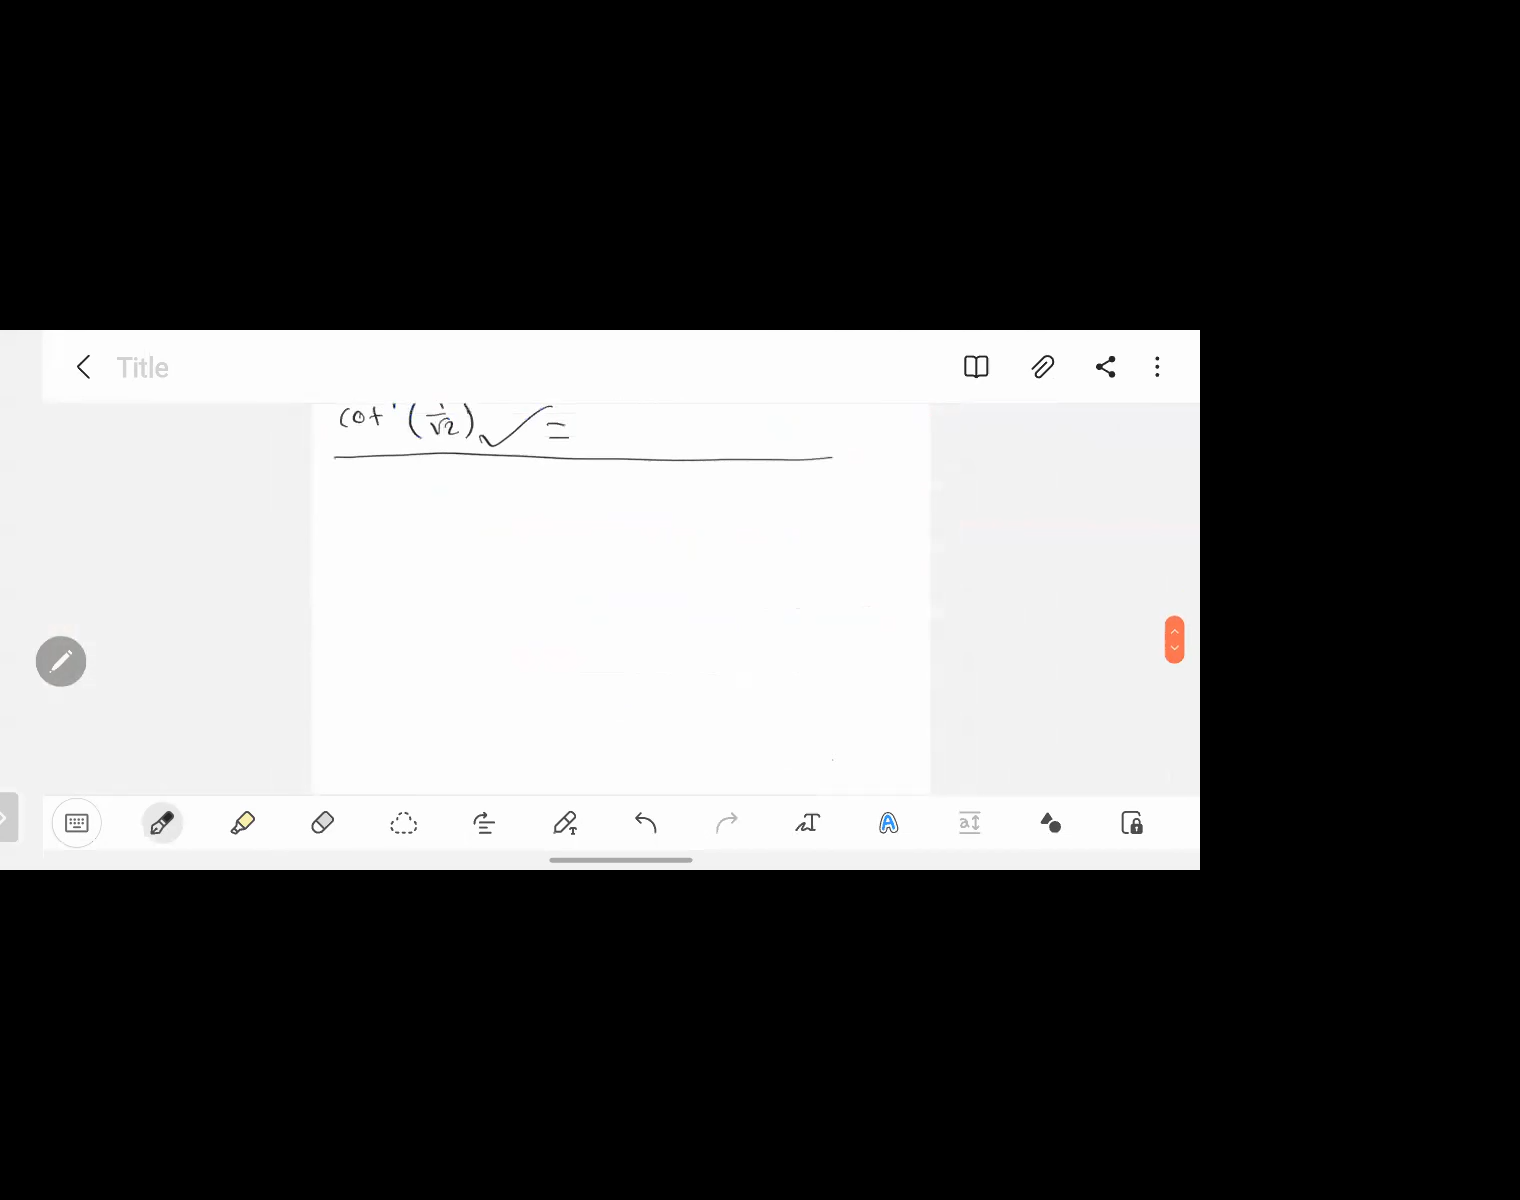 Title
cot⁻¹(1/√2) ✓ =